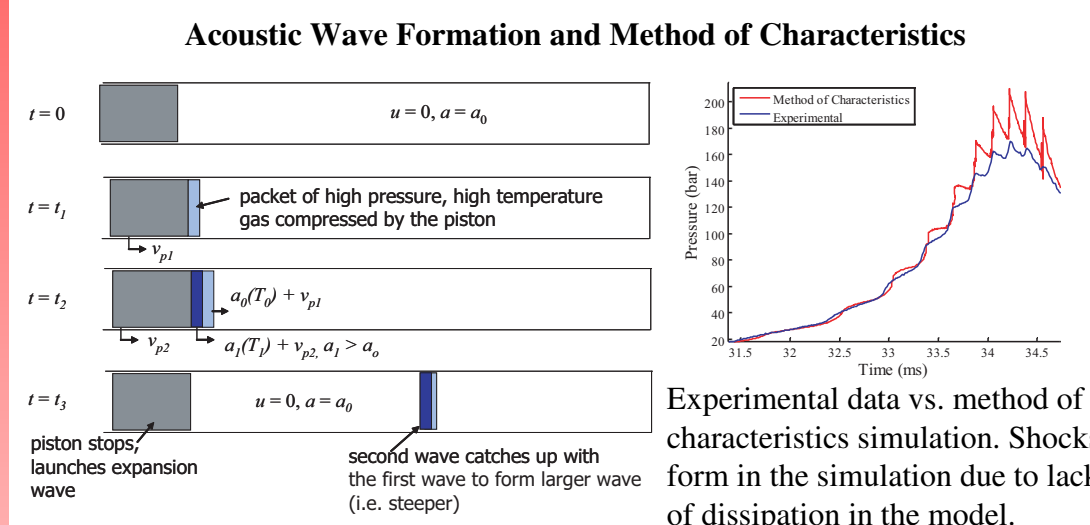 Acoustic Wave Formation and Method of Characteristics
t = 0
u = 0, a = a0
t = t1
packet of high pressure, high temperature
gas compressed by the piston
vp1
t = t2
a0(T0) + vp1
vp2
a1(T1) + vp2, a1 > ao
t = t3
u = 0, a = a0
piston stops,
launches expansion
wave
second wave catches up with
the first wave to form larger wave
(i.e. steeper)
Method of Characteristics
Experimental
Pressure (bar)
200
180
160
140
120
100
80
60
40
20
31.5 32 32.5 33 33.5 34 34.5
Time (ms)
Experimental data vs. method of
characteristics simulation. Shock
form in the simulation due to lack
of dissipation in the model.